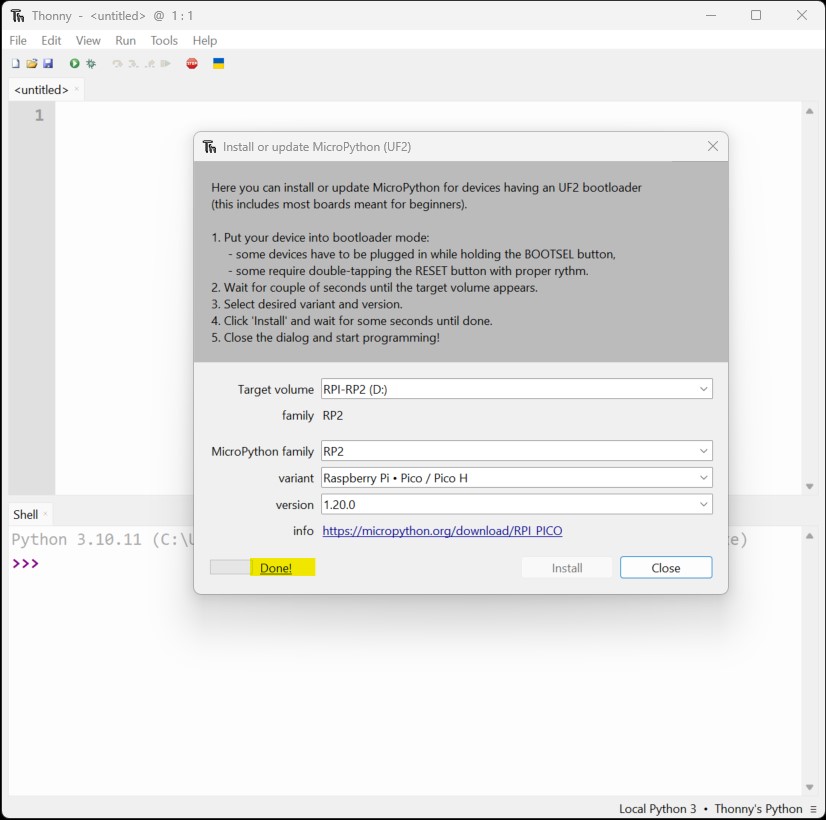 Thonny - <untitled> @ 1 : 1
File Edit View Run Tools Help
STOP
<untitled> ×
1
Install or update MicroPython (UF2)
Here you can install or update MicroPython for devices having an UF2 bootloader
(this includes most boards meant for beginners).
1. Put your device into bootloader mode:
- some devices have to be plugged in while holding the BOOTSEL button,
- some require double-tapping the RESET button with proper rythm.
2. Wait for couple of seconds until the target volume appears.
3. Select desired variant and version.
4. Click 'Install' and wait for some seconds until done.
5. Close the dialog and start programming!
Target volume RPI-RP2 (D:)
family RP2
MicroPython family RP2
variant Raspberry Pi • Pico / Pico H
version 1.20.0
info https://micropython.org/download/RPI_PICO
Done! Install Close
Shell ×
Python 3.10.11 (C:\U e)
>>>
Local Python 3 • Thonny's Python ≡